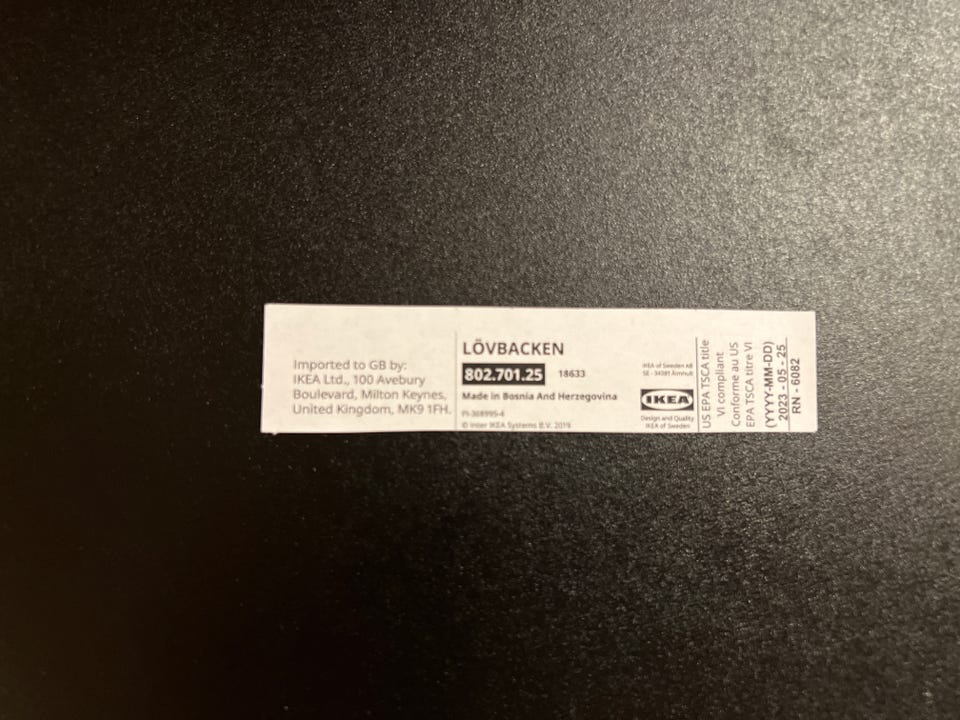 Imported to GB by:
IKEA Ltd., 100 Avebury
Boulevard, Milton Keynes,
United Kingdom, MK9 1FH.
LÖVBACKEN
802.701.25 18633
Made in Bosnia And Herzegovina
PI-308995-4
© Inter IKEA Systems B.V. 2019
IKEA of Sweden AB
SE - 34381 Älmhult
IKEA
Design and Quality
IKEA of Sweden
US EPA TSCA title
VI compliant
Conforme au US
EPA TSCA titre VI
(YYYY-MM-DD)
2023 - 05 - 25
RN - 6082